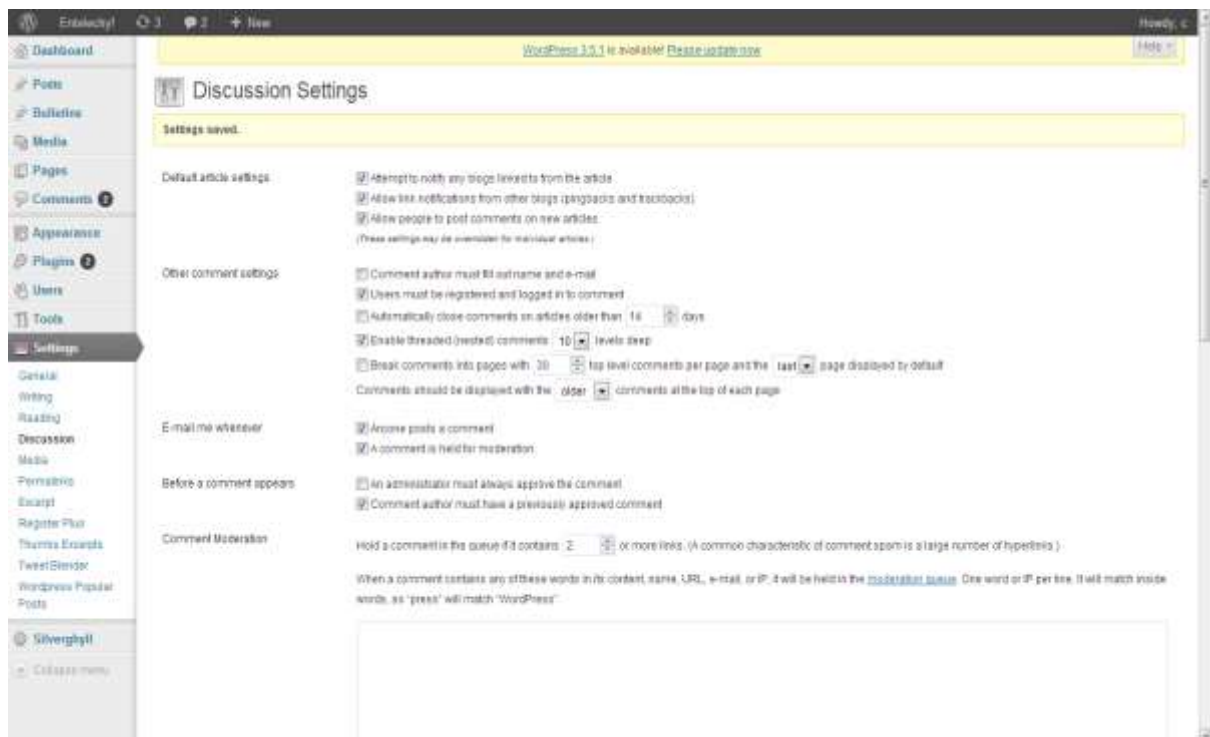 Entelechy! 3 2 + New
Howdy, c
WordPress 3.5.1 is available! Please update now
Help
Dashboard
Posts
Bulletins
Media
Pages
Comments 2
Appearance
Plugins 2
Users
Tools
Settings
General
Writing
Reading
Discussion
Media
Permalinks
Excerpt
Register Plus
Thumbs Excerpts
TweetBlender
Wordpress Popular
Posts
Silverghyll
Collapse menu
Discussion Settings
Settings saved.
Default article settings
Attempt to notify any blogs linked to from the article
Allow link notifications from other blogs (pingbacks and trackbacks)
Allow people to post comments on new articles
(These settings may be overridden for individual articles.)
Other comment settings
Comment author must fill out name and e-mail
Users must be registered and logged in to comment
Automatically close comments on articles older than 14 days
Enable threaded (nested) comments 10 levels deep
Break comments into pages with top level comments per page and the last page displayed by default
Comments should be displayed with the older comments at the top of each page
E-mail me whenever
Anyone posts a comment
A comment is held for moderation
Before a comment appears
An administrator must always approve the comment
Comment author must have a previously approved comment
Comment Moderation
Hold a comment in the queue if it contains 2 or more links. (A common characteristic of comment spam is a large number of hyperlinks.)
When a comment contains any of these words in its content, name, URL, e-mail, or IP, it will be held in the moderation queue. One word or IP per line. It will match inside
words, so "press" will match "WordPress".